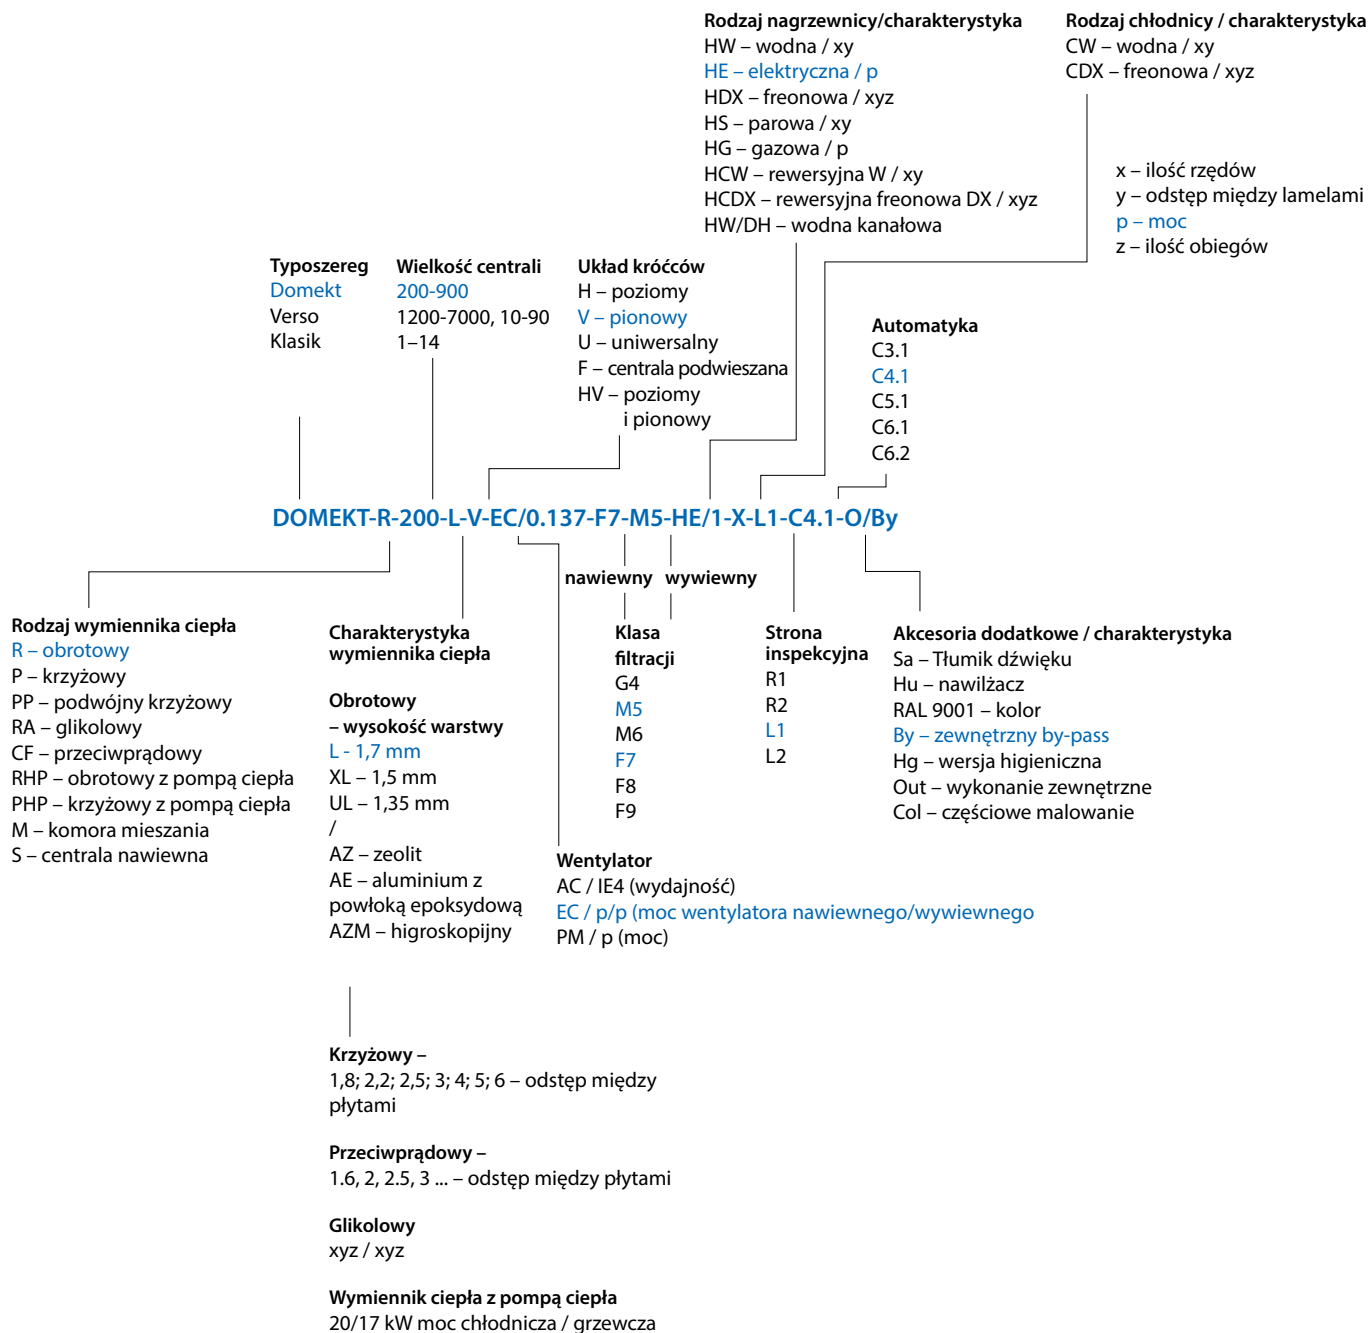 Rodzaj nagrzewnicy/charakterystyka
HW – wodna / xy
HE – elektryczna / p
HDX – freonowa / xyz
HS – parowa / xy
HG – gazowa / p
HCW – rewersyjna W / xy
HCDX – rewersyjna freonowa DX / xyz
HW/DH – wodna kanałowa
Rodzaj chłodnicy / charakterystyka
CW – wodna / xy
CDX – freonowa / xyz
x – ilość rzędów
y – odstęp między lamelami
p – moc
z – ilość obiegów
Typoszereg
Domekt
Verso
Klasik
Wielkość centrali
200-900
1200-7000, 10-90
1–14
Układ króćców
H – poziomy
V – pionowy
U – uniwersalny
F – centrala podwieszana
HV – poziomy
i pionowy
Automatyka
C3.1
C4.1
C5.1
C6.1
C6.2
DOMEKT-R-200-L-V-EC/0.137-F7-M5-HE/1-X-L1-C4.1-O/By
nawiewny wywiewny
Rodzaj wymiennika ciepła
R – obrotowy
P – krzyżowy
PP – podwójny krzyżowy
RA – glikolowy
CF – przeciwprądowy
RHP – obrotowy z pompą ciepła
PHP – krzyżowy z pompą ciepła
M – komora mieszania
S – centrala nawiewna
Charakterystyka
wymiennika ciepła
Obrotowy
– wysokość warstwy
L - 1,7 mm
XL – 1,5 mm
UL – 1,35 mm
/
AZ – zeolit
AE – aluminium z
powłoką epoksydową
AZM – higroskopijny
Klasa
filtracji
G4
M5
M6
F7
F8
F9
Strona
inspekcyjna
R1
R2
L1
L2
Akcesoria dodatkowe / charakterystyka
Sa – Tłumik dźwięku
Hu – nawilżacz
RAL 9001 – kolor
By – zewnętrzny by-pass
Hg – wersja higieniczna
Out – wykonanie zewnętrzne
Col – częściowe malowanie
Wentylator
AC / IE4 (wydajność)
EC / p/p (moc wentylatora nawiewnego/wywiewnego
PM / p (moc)
Krzyżowy –
1,8; 2,2; 2,5; 3; 4; 5; 6 – odstęp między
płytami
Przeciwprądowy –
1.6, 2, 2.5, 3 ... – odstęp między płytami
Glikolowy
xyz / xyz
Wymiennik ciepła z pompą ciepła
20/17 kW moc chłodnicza / grzewcza